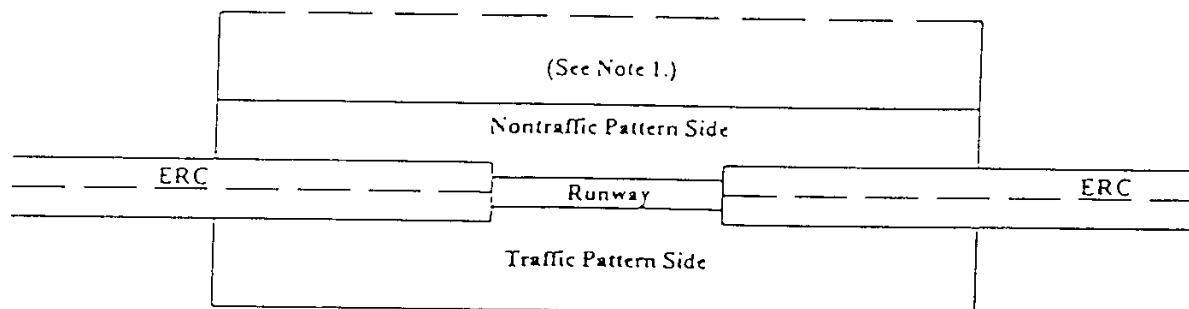 (See Note 1.)
Nontraffic Pattern Side
ERC
Runway
ERC
Traffic Pattern Side